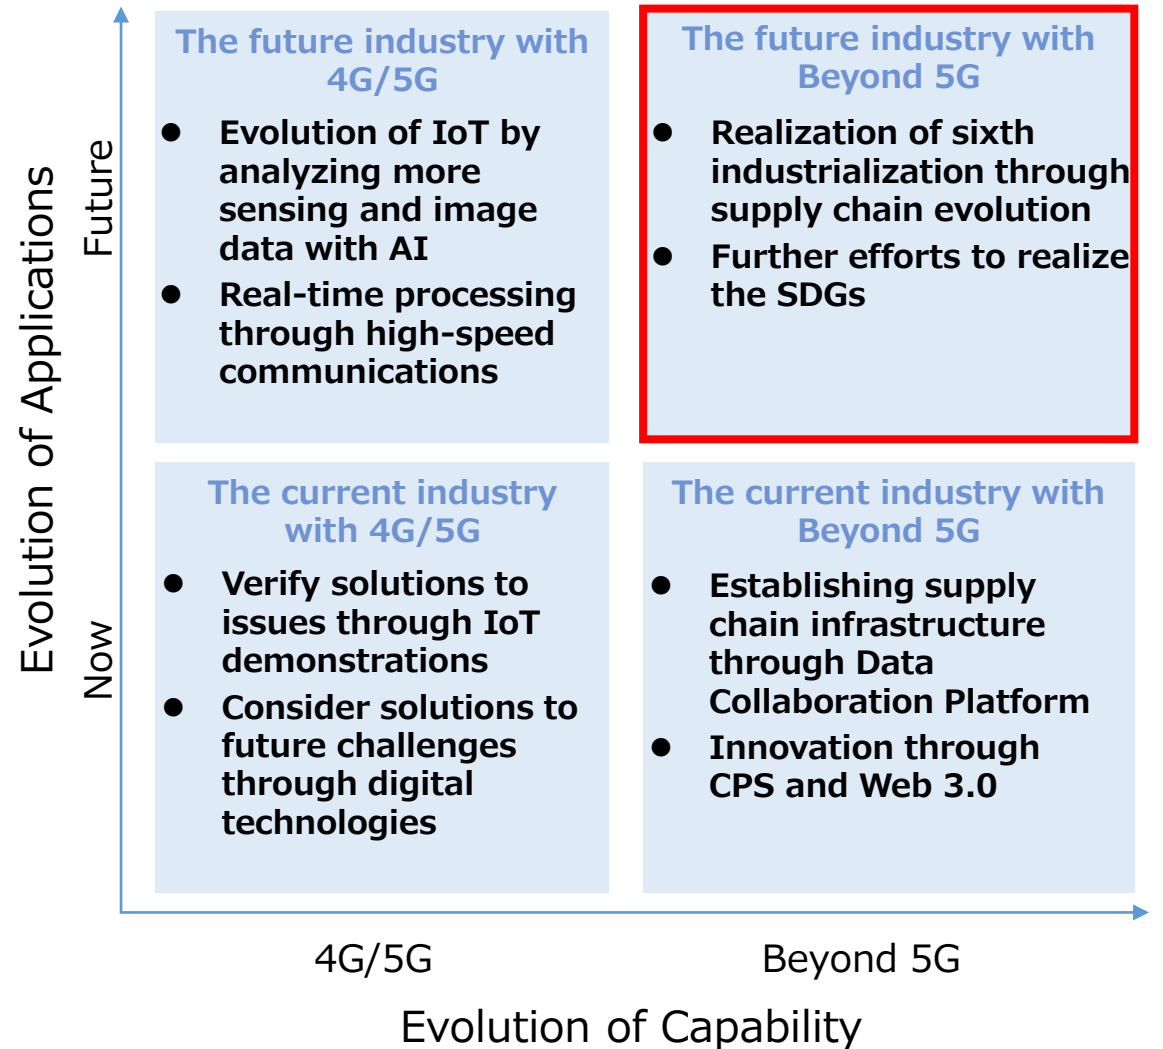 Evolution of Applications
Future
Now
The future industry with
4G/5G
● Evolution of IoT by
analyzing more
sensing and image
data with AI
● Real-time processing
through high-speed
communications
The future industry with
Beyond 5G
● Realization of sixth
industrialization through
supply chain evolution
● Further efforts to realize
the SDGs
The current industry
with 4G/5G
● Verify solutions to
issues through IoT
demonstrations
● Consider solutions to
future challenges
through digital
technologies
The current industry with
Beyond 5G
● Establishing supply
chain infrastructure
through Data
Collaboration Platform
● Innovation through
CPS and Web 3.0
4G/5G
Beyond 5G
Evolution of Capability